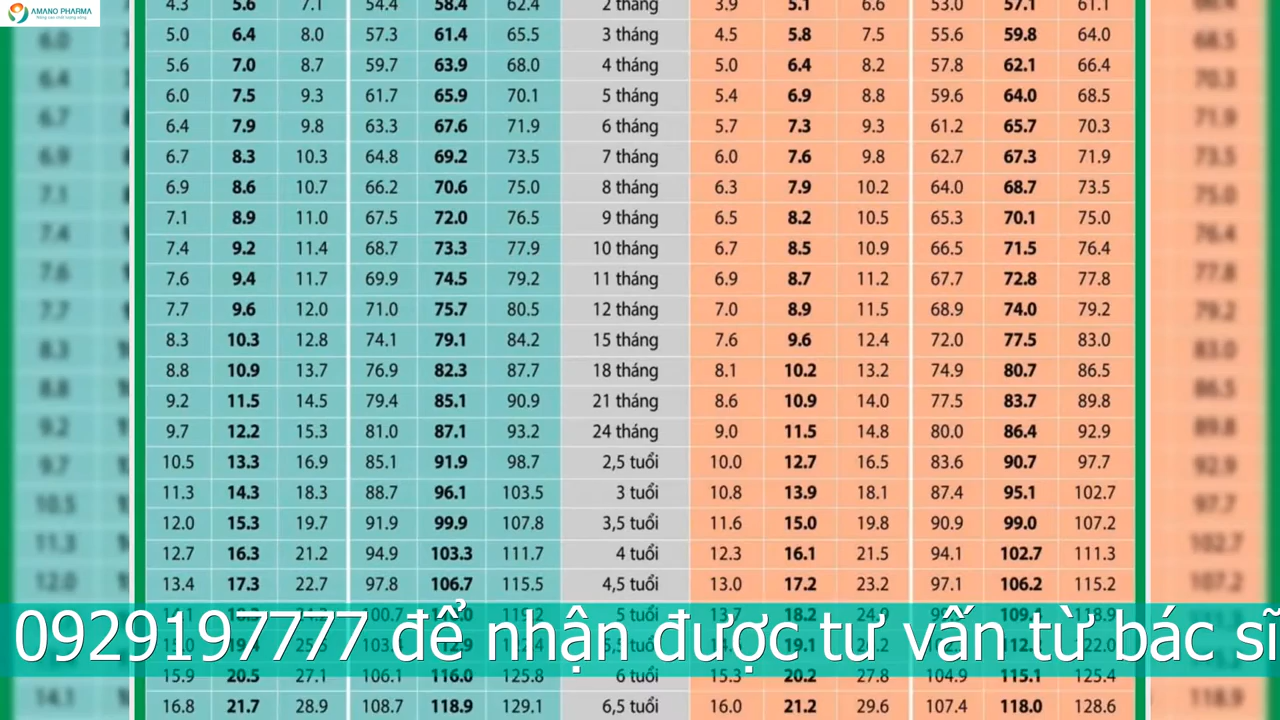 AMANO PHARMA
Nâng cao chất lượng sống
4.3 5.6 7.1 54.4 58.4 62.4 2 tháng 3.9 5.1 6.6 53.0 57.1 61.1
5.0 6.4 8.0 57.3 61.4 65.5 3 tháng 4.5 5.8 7.5 55.6 59.8 64.0
5.6 7.0 8.7 59.7 63.9 68.0 4 tháng 5.0 6.4 8.2 57.8 62.1 66.4
6.0 7.5 9.3 61.7 65.9 70.1 5 tháng 5.4 6.9 8.8 59.6 64.0 68.5
6.4 7.9 9.8 63.3 67.6 71.9 6 tháng 5.7 7.3 9.3 61.2 65.7 70.3
6.7 8.3 10.3 64.8 69.2 73.5 7 tháng 6.0 7.6 9.8 62.7 67.3 71.9
6.9 8.6 10.7 66.2 70.6 75.0 8 tháng 6.3 7.9 10.2 64.0 68.7 73.5
7.1 8.9 11.0 67.5 72.0 76.5 9 tháng 6.5 8.2 10.5 65.3 70.1 75.0
7.4 9.2 11.4 68.7 73.3 77.9 10 tháng 6.7 8.5 10.9 66.5 71.5 76.4
7.6 9.4 11.7 69.9 74.5 79.2 11 tháng 6.9 8.7 11.2 67.7 72.8 77.8
7.7 9.6 12.0 71.0 75.7 80.5 12 tháng 7.0 8.9 11.5 68.9 74.0 79.2
8.3 10.3 12.8 74.1 79.1 84.2 15 tháng 7.6 9.6 12.4 72.0 77.5 83.0
8.8 10.9 13.7 76.9 82.3 87.7 18 tháng 8.1 10.2 13.2 74.9 80.7 86.5
9.2 11.5 14.5 79.4 85.1 90.9 21 tháng 8.6 10.9 14.0 77.5 83.7 89.8
9.7 12.2 15.3 81.0 87.1 93.2 24 tháng 9.0 11.5 14.8 80.0 86.4 92.9
10.5 13.3 16.9 85.1 91.9 98.7 2,5 tuổi 10.0 12.7 16.5 83.6 90.7 97.7
11.3 14.3 18.3 88.7 96.1 103.5 3 tuổi 10.8 13.9 18.1 87.4 95.1 102.7
12.0 15.3 19.7 91.9 99.9 107.8 3,5 tuổi 11.6 15.0 19.8 90.9 99.0 107.2
12.7 16.3 21.2 94.9 103.3 111.7 4 tuổi 12.3 16.1 21.5 94.1 102.7 111.3
13.4 17.3 22.7 97.8 106.7 115.5 4,5 tuổi 13.0 17.2 23.2 97.1 106.2 115.2
0929197777 để nhận được tư vấn từ bác sĩ
15.9 20.5 27.1 106.1 116.0 125.8 6 tuổi 15.3 20.2 27.8 104.9 115.1 125.4
16.8 21.7 28.9 108.7 118.9 129.1 6,5 tuổi 16.0 21.2 29.6 107.4 118.0 128.6